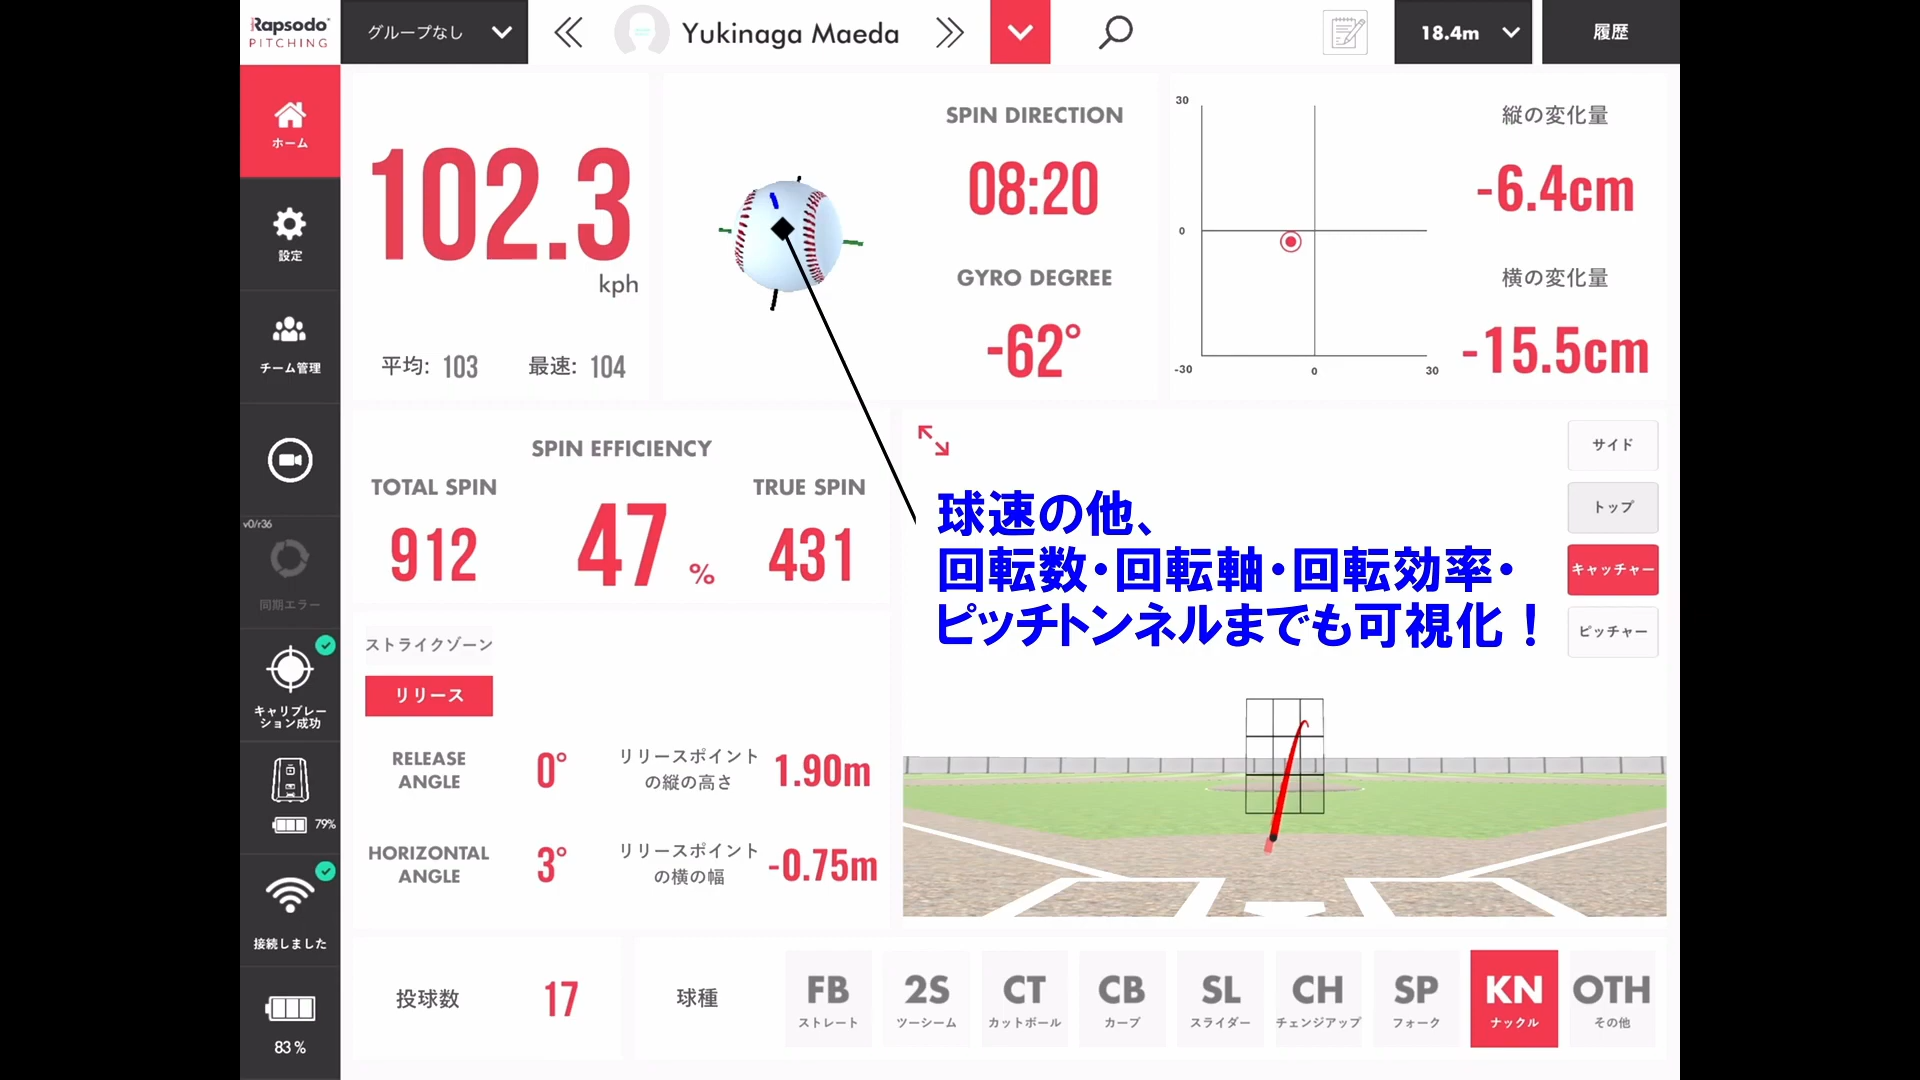 Rapsodo
PITCHING
グループなし
Yukinaga Maeda
18.4m
履歴
ホーム
設定
チーム管理
v0/r36
同期エラー
キャリブレー
ション成功
79%
接続しました
83 %
102.3
kph
平均: 103
最速: 104
SPIN DIRECTION
08:20
GYRO DEGREE
-62°
30
0
-30
0
30
縦の変化量
-6.4cm
横の変化量
-15.5cm
SPIN EFFICIENCY
TOTAL SPIN
912
47 %
TRUE SPIN
431
サイド
トップ
キャッチャー
ピッチャー
球速の他、
回転数・回転軸・回転効率・
ピッチトンネルまでも可視化！
ストライクゾーン
リリース
RELEASE
ANGLE
0°
リリースポイント
の縦の高さ
1.90m
HORIZONTAL
ANGLE
3°
リリースポイント
の横の幅
-0.75m
投球数
17
球種
FB
ストレート
2S
ツーシーム
CT
カットボール
CB
カーブ
SL
スライダー
CH
チェンジアップ
SP
フォーク
KN
ナックル
OTH
その他